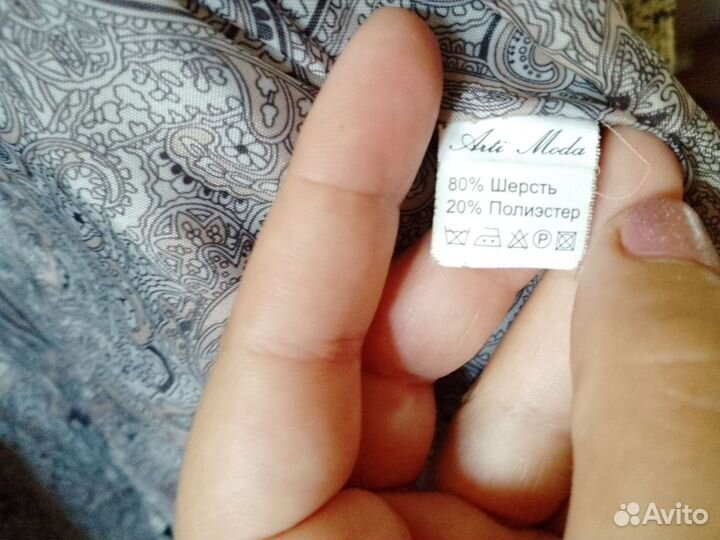 Arti Moda
80% Шерсть
20% Полиэстер
P
Avito